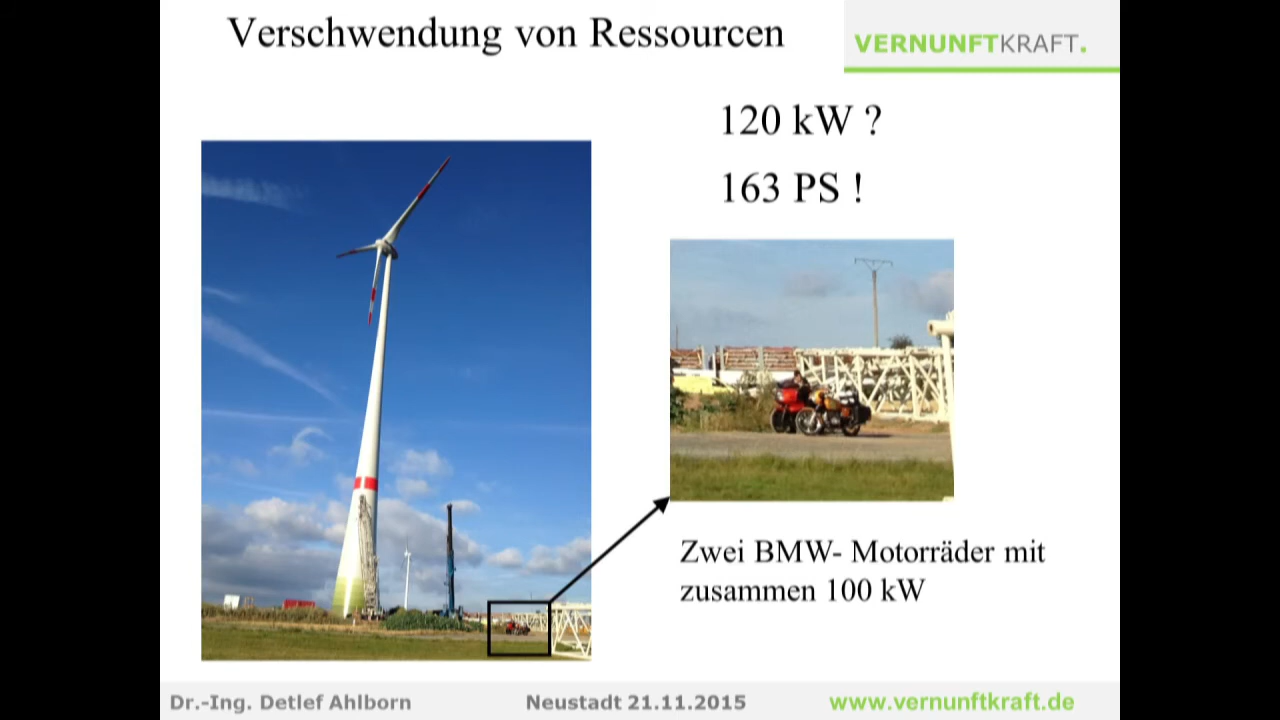 Verschwendung von Ressourcen
VERNUNFTKRAFT.
120 kW ?
163 PS !
Zwei BMW- Motorräder mit
zusammen 100 kW
Dr.-Ing. Detlef Ahlborn
Neustadt 21.11.2015
www.vernunftkraft.de